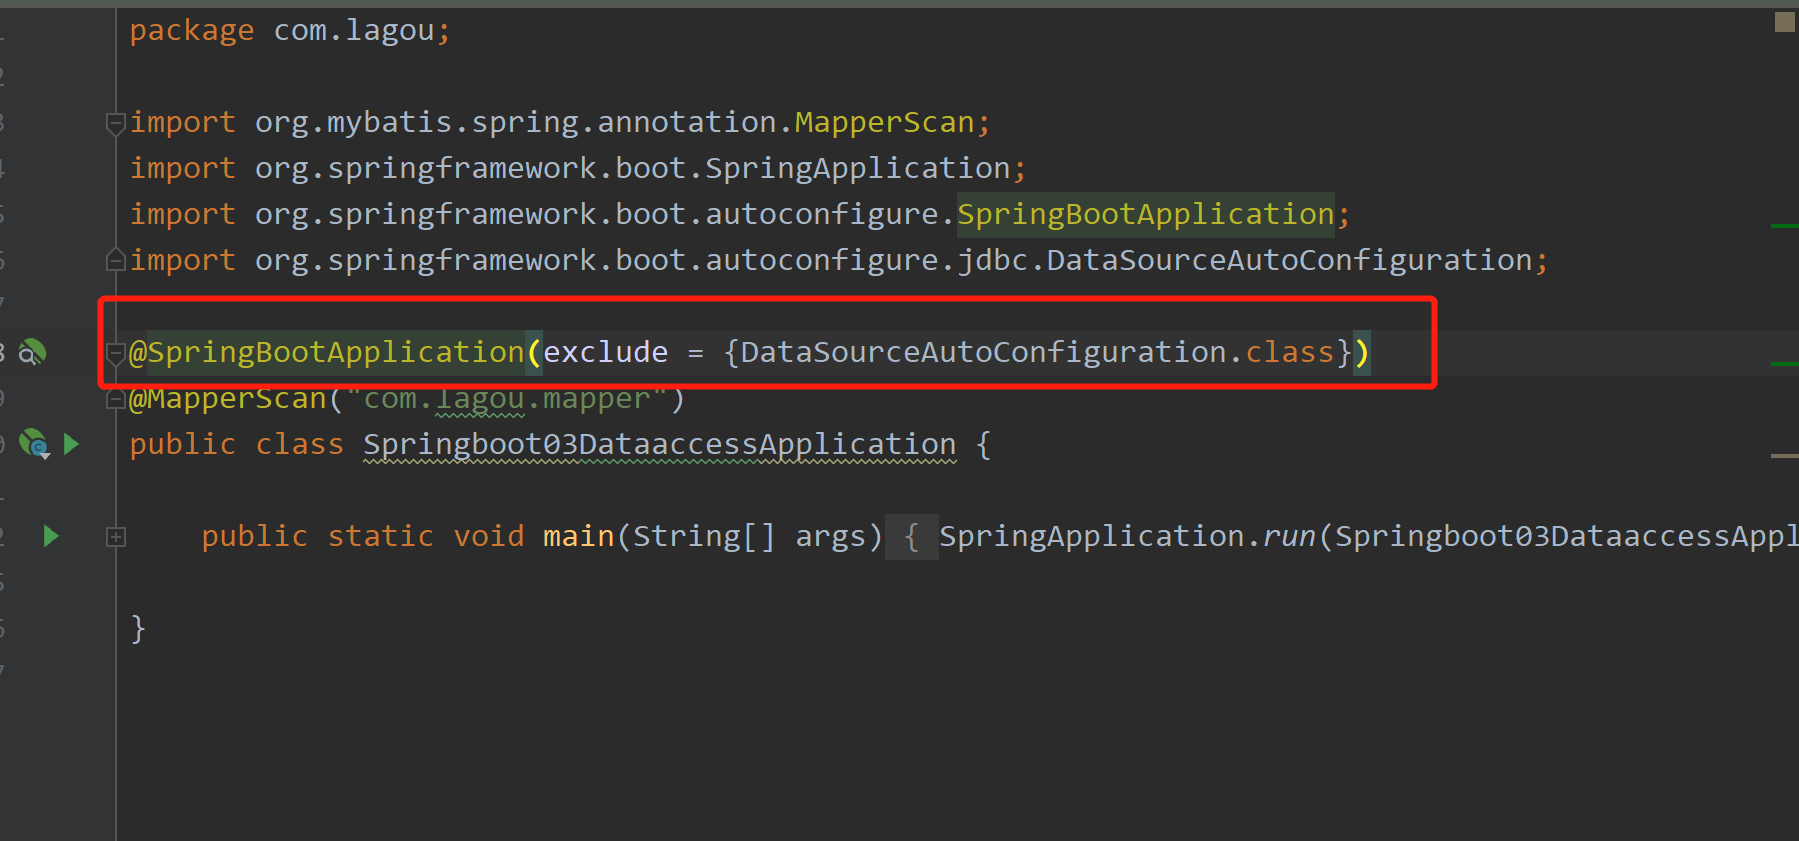 package com.lagou;
import org.mybatis.spring.annotation.MapperScan;
import org.springframework.boot.SpringApplication;
import org.springframework.boot.autoconfigure.SpringBootApplication;
import org.springframework.boot.autoconfigure.jdbc.DataSourceAutoConfiguration;
@SpringBootApplication(exclude = {DataSourceAutoConfiguration.class})
@MapperScan("com.lagou.mapper")
public class Springboot03DataaccessApplication {
public static void main(String[] args) { SpringApplication.run(Springboot03DataaccessAppl
}